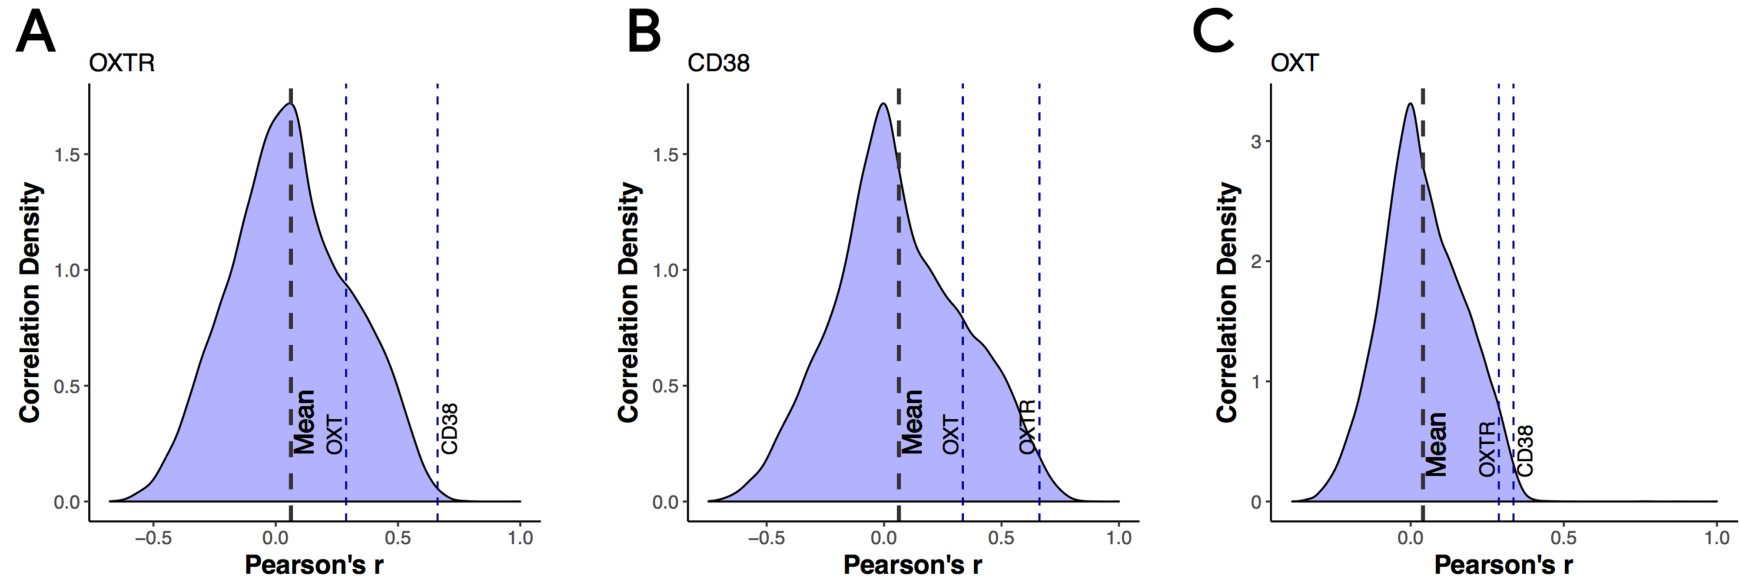 A
OXTR
Correlation Density
1.5
1.0
0.5
0.0
Mean
OXT
CD38
−0.5
0.0
0.5
1.0
Pearson's r
B
CD38
Correlation Density
1.5
1.0
0.5
0.0
Mean
OXT
OXTR
−0.5
0.0
0.5
1.0
Pearson's r
C
OXT
Correlation Density
3
2
1
0
Mean
OXTR
CD38
0.0
0.5
1.0
Pearson's r